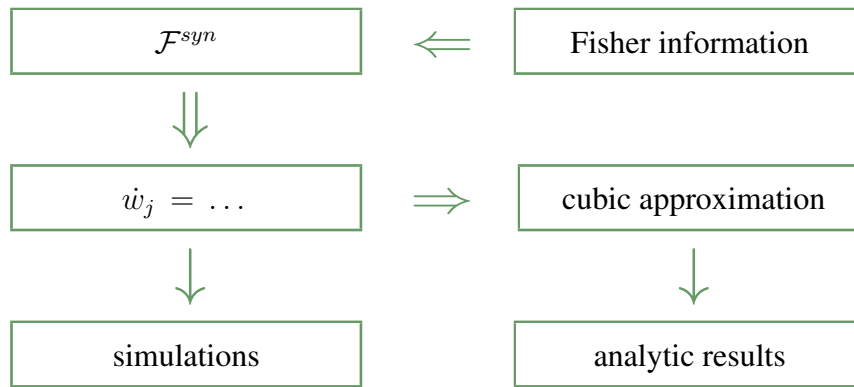 𝓕^{syn} ⇐ Fisher information
⇓
ẇ_j = … ⇒ cubic approximation
↓ ↓
simulations analytic results